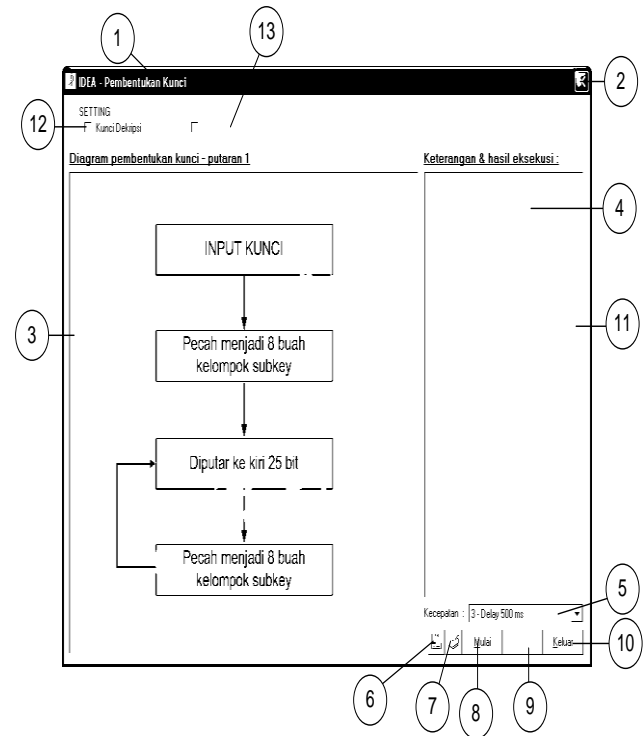 1
13
IDEA - Pembentukan Kunci
2
SETTING
12
Kunci Dekripsi
Diagram pembentukan kunci - putaran 1
Keterangan & hasil eksekusi :
4
INPUT KUNCI
3
11
Pecah menjadi 8 buah
kelompok subkey
Diputar ke kiri 25 bit
Pecah menjadi 8 buah
kelompok subkey
5
Kecepatan : 3 - Delay 500 ms
Mulai Keluar
10
6
7
8
9